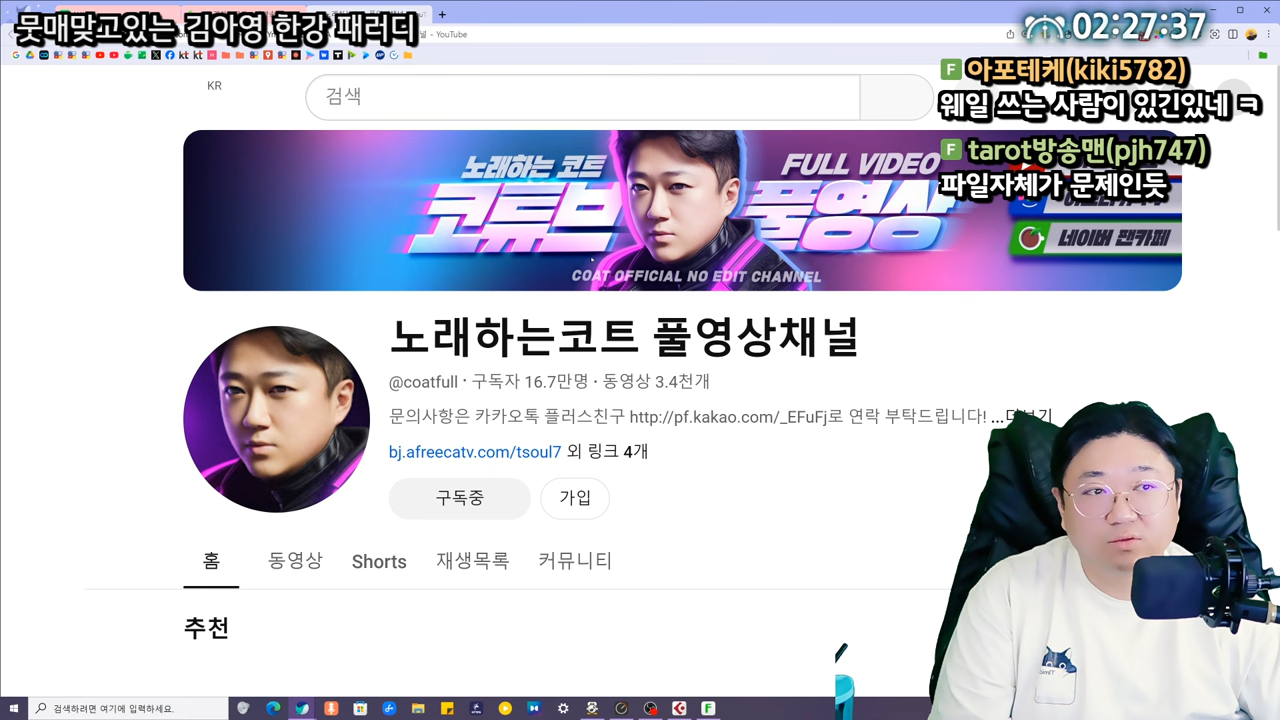 뭇매맞고있는 김아영 한강 패러디
02:27:37
YouTube
KR
검색
아포테케(kiki5782)
웨일 쓰는 사람이 있긴있네 ㅋ
tarot방송맨(pjh747)
파일자체가 문제인듯
노래하는 코트
FULL VIDEO
코튜브
풀영상
네이버 팬카페
COAT OFFICIAL NO EDIT CHANNEL
노래하는코트 풀영상채널
@coatfull · 구독자 16.7만명 · 동영상 3.4천개
문의사항은 카카오톡 플러스친구 http://pf.kakao.com/_EFuFj로 연락 부탁드립니다! ...더보기
bj.afreecatv.com/tsoul7 외 링크 4개
구독중
가입
홈
동영상
Shorts
재생목록
커뮤니티
추천
검색하려면 여기에 입력하세요.